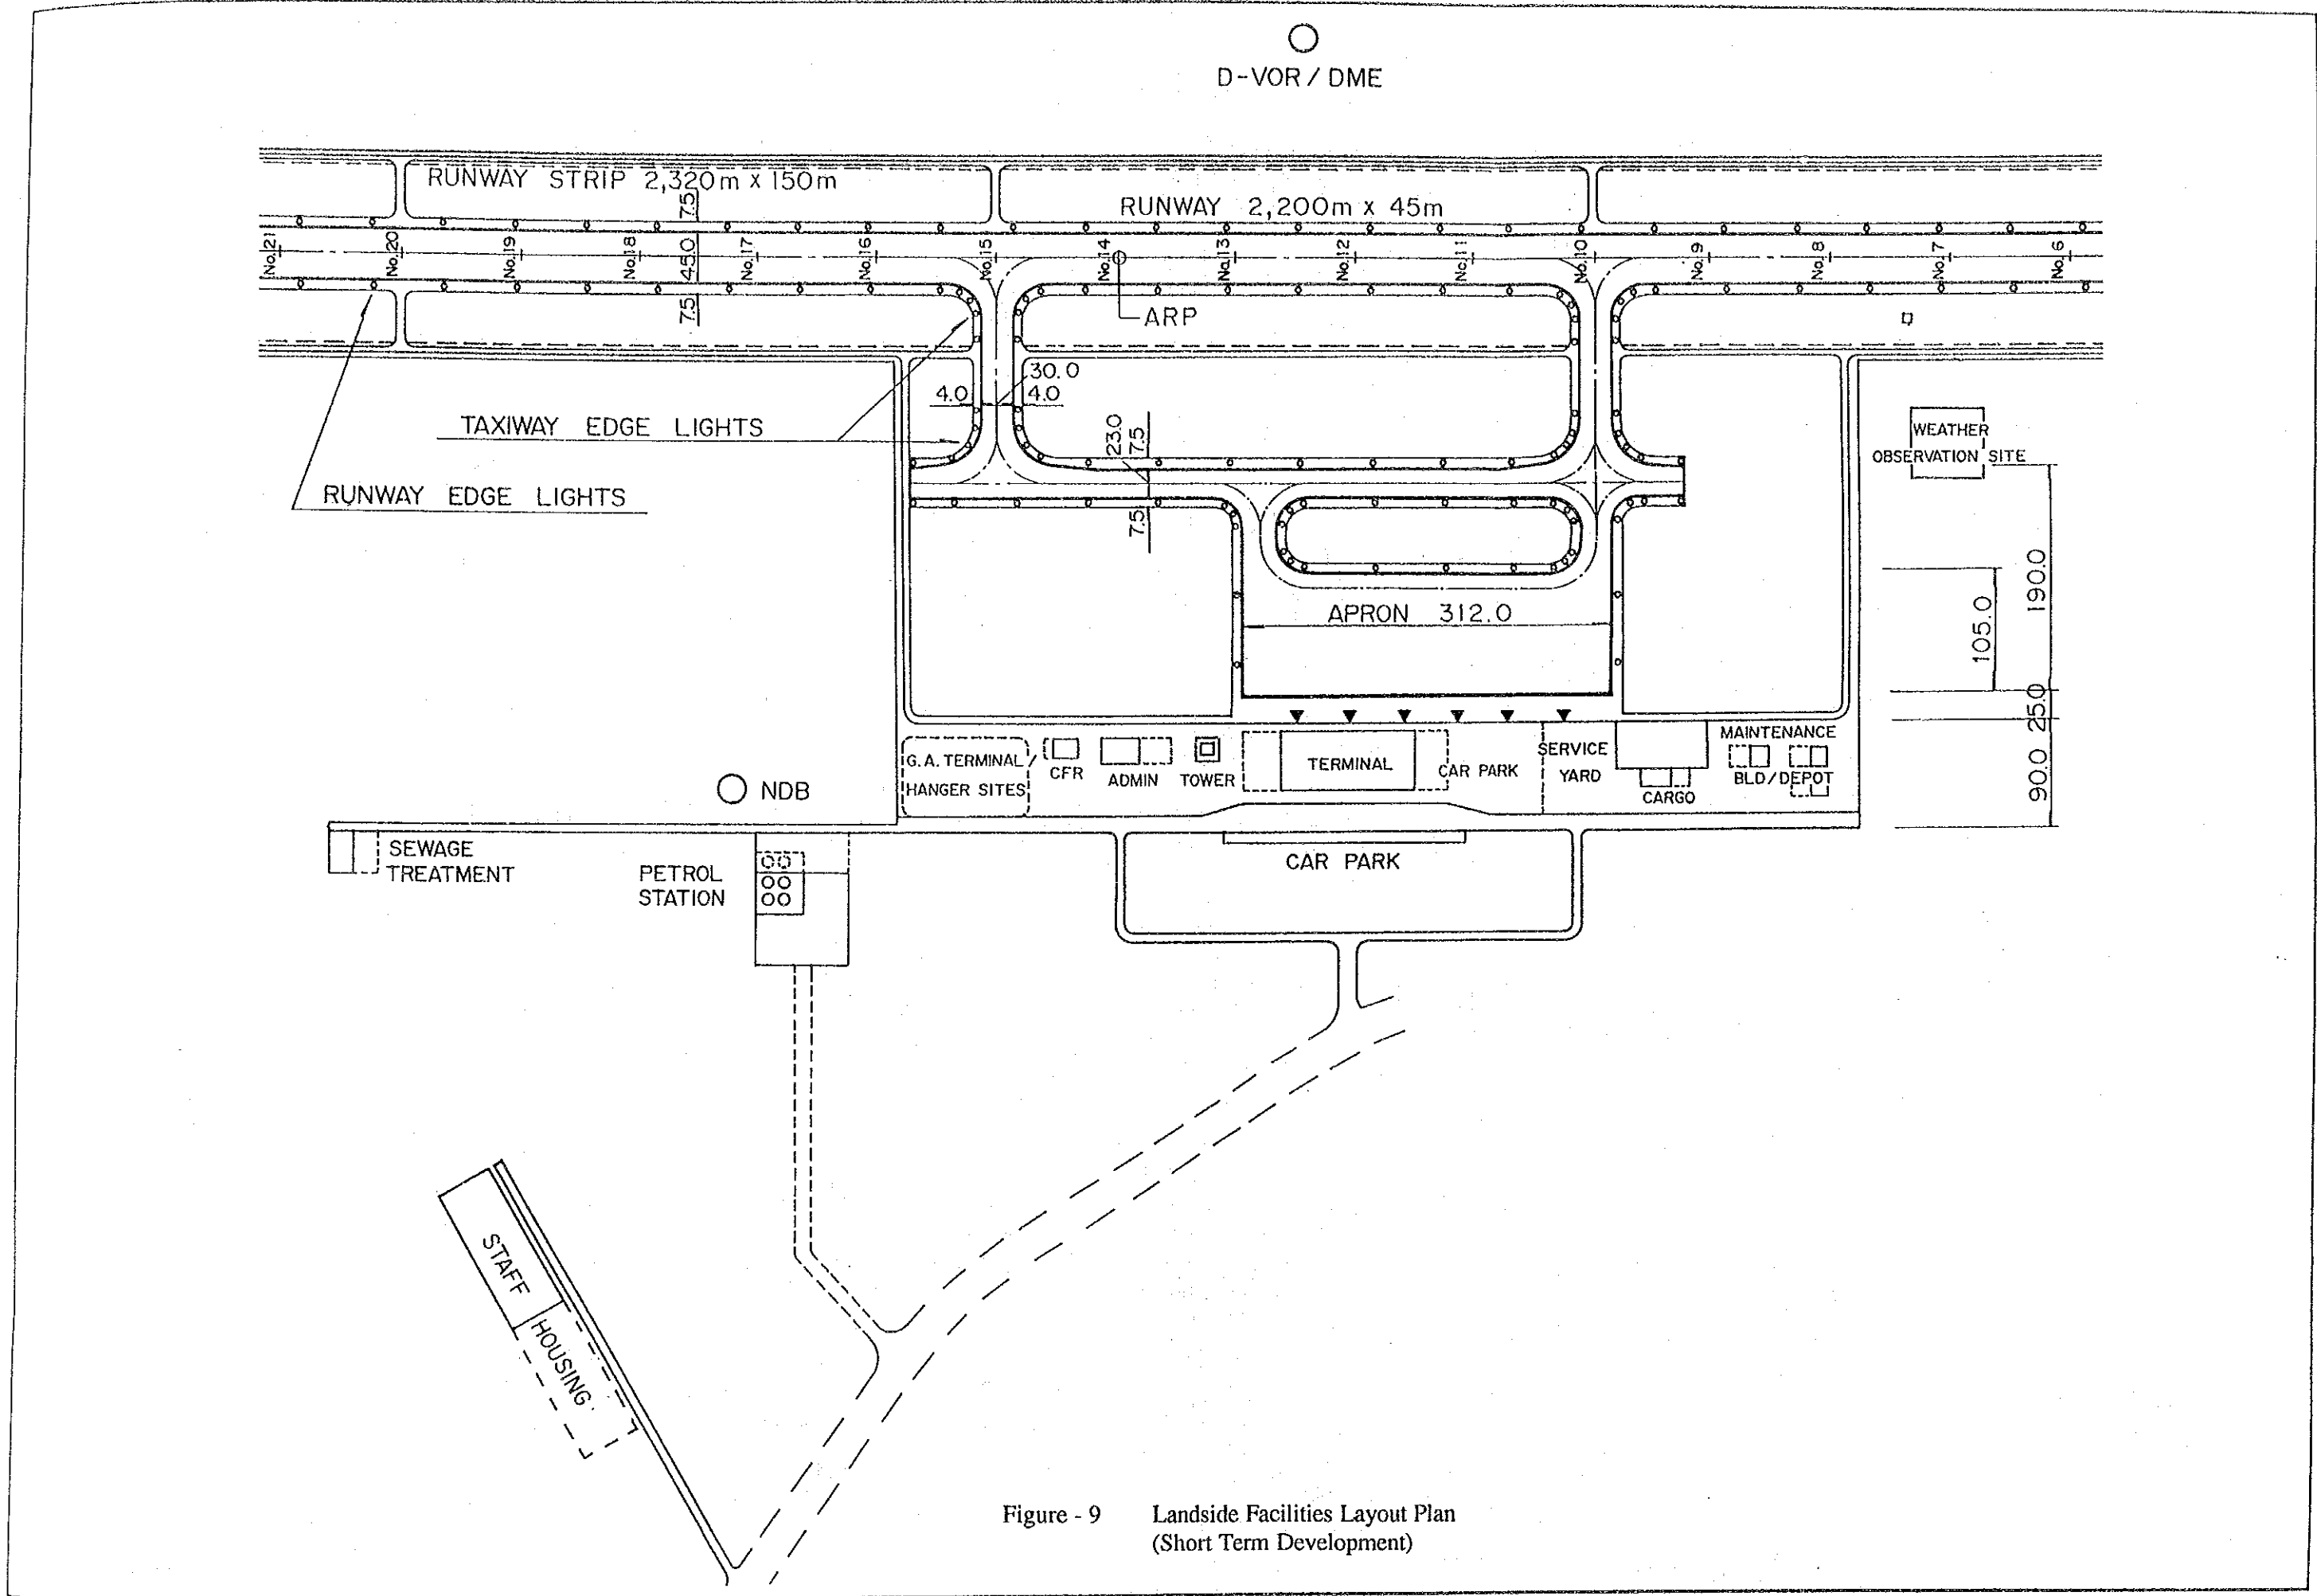 D-VOR / DME
RUNWAY STRIP 2,320m x 150m
RUNWAY 2,200m x 45m
7.5
45.0
7.5
No.21
No.20
No.19
No.18
No.17
No.16
No.15
No.14
No.13
No.12
No.11
No.10
No.9
No.8
No.7
No.6
ARP
30.0
4.0
4.0
TAXIWAY EDGE LIGHTS
RUNWAY EDGE LIGHTS
23.0
7.5
7.5
WEATHER
OBSERVATION SITE
APRON 312.0
190.0
105.0
25.0
90.0
G.A. TERMINAL
HANGER SITES
CFR
ADMIN
TOWER
TERMINAL
CAR PARK
SERVICE
YARD
CARGO
MAINTENANCE
BLD/DEPOT
NDB
SEWAGE
TREATMENT
PETROL
STATION
CAR PARK
STAFF
HOUSING
Figure - 9 Landside Facilities Layout Plan
(Short Term Development)